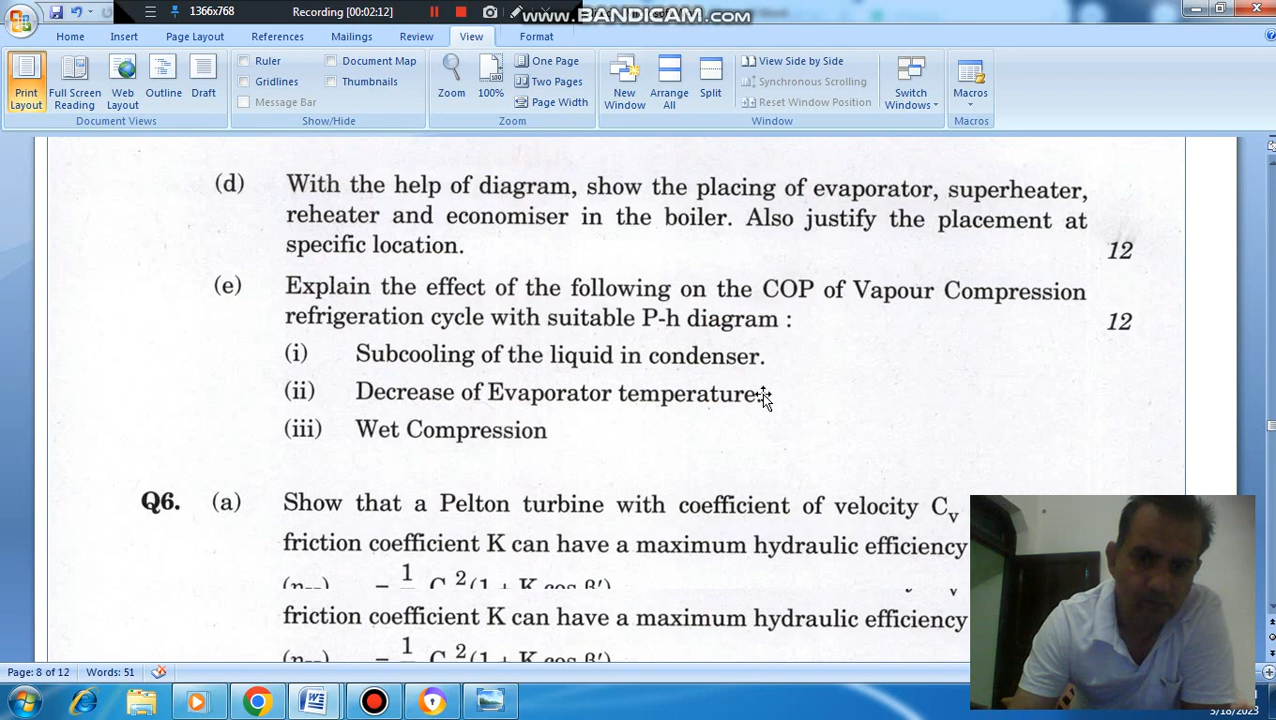 1366x768 Recording [00:02:12] www.BANDICAM.com
Home Insert Page Layout References Mailings Review View Format
Ruler Document Map One Page View Side by Side
Gridlines Thumbnails Two Pages Synchronous Scrolling
Message Bar Page Width Reset Window Position
Print Layout Full Screen Reading Web Layout Outline Draft Zoom 100% New Window Arrange All Split Switch Windows Macros
Document Views Show/Hide Zoom Window Macros
(d) With the help of diagram, show the placing of evaporator, superheater,
reheater and economiser in the boiler. Also justify the placement at
specific location. 12
(e) Explain the effect of the following on the COP of Vapour Compression
refrigeration cycle with suitable P-h diagram : 12
(i) Subcooling of the liquid in condenser.
(ii) Decrease of Evaporator temperature.
(iii) Wet Compression
Q6. (a) Show that a Pelton turbine with coefficient of velocity Cv
friction coefficient K can have a maximum hydraulic efficiency
friction coefficient K can have a maximum hydraulic efficiency
Page: 8 of 12 Words: 51
3/18/2023